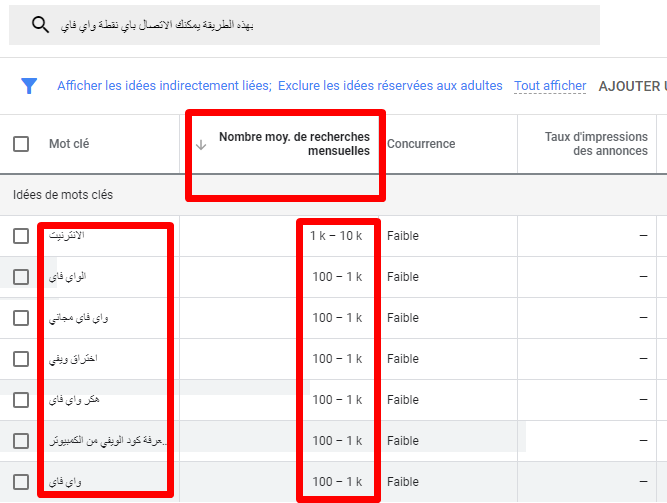 بهذه الطريقة يمكنك الاتصال باي نقطة واي فاي
Afficher les idées indirectement liées; Exclure les idées réservées aux adultes Tout afficher AJOUTER U
Mot clé
Nombre moy. de recherches
mensuelles
Concurrence
Taux d'impressions
des annonces
Idées de mots clés
الانترنيت 1 k – 10 k Faible –
الواي فاي 100 – 1 k Faible –
واي فاي مجاني 100 – 1 k Faible –
اختراق ويفي 100 – 1 k Faible –
هكر واي فاي 100 – 1 k Faible –
عرفة كود الويفي من الكمبيوتر... 100 – 1 k Faible –
واي فاي 100 – 1 k Faible –